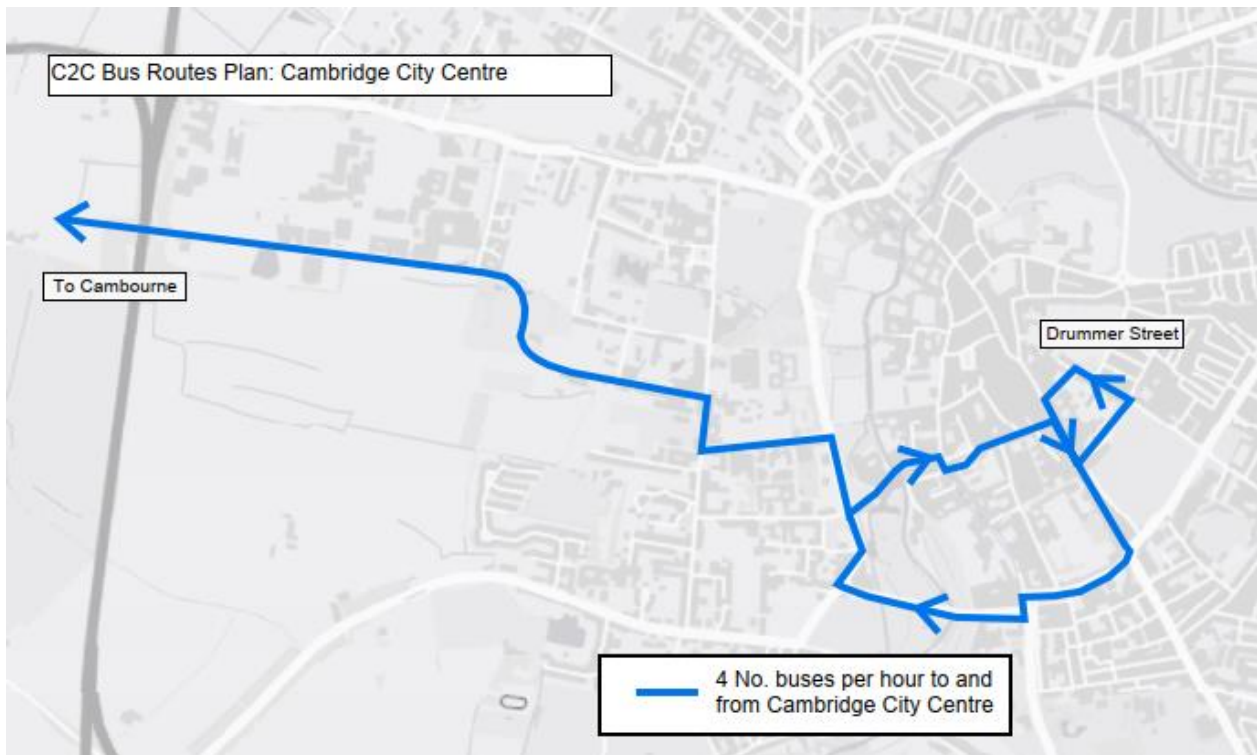 C2C Bus Routes Plan: Cambridge City Centre
To Cambourne
Drummer Street
4 No. buses per hour to and
from Cambridge City Centre